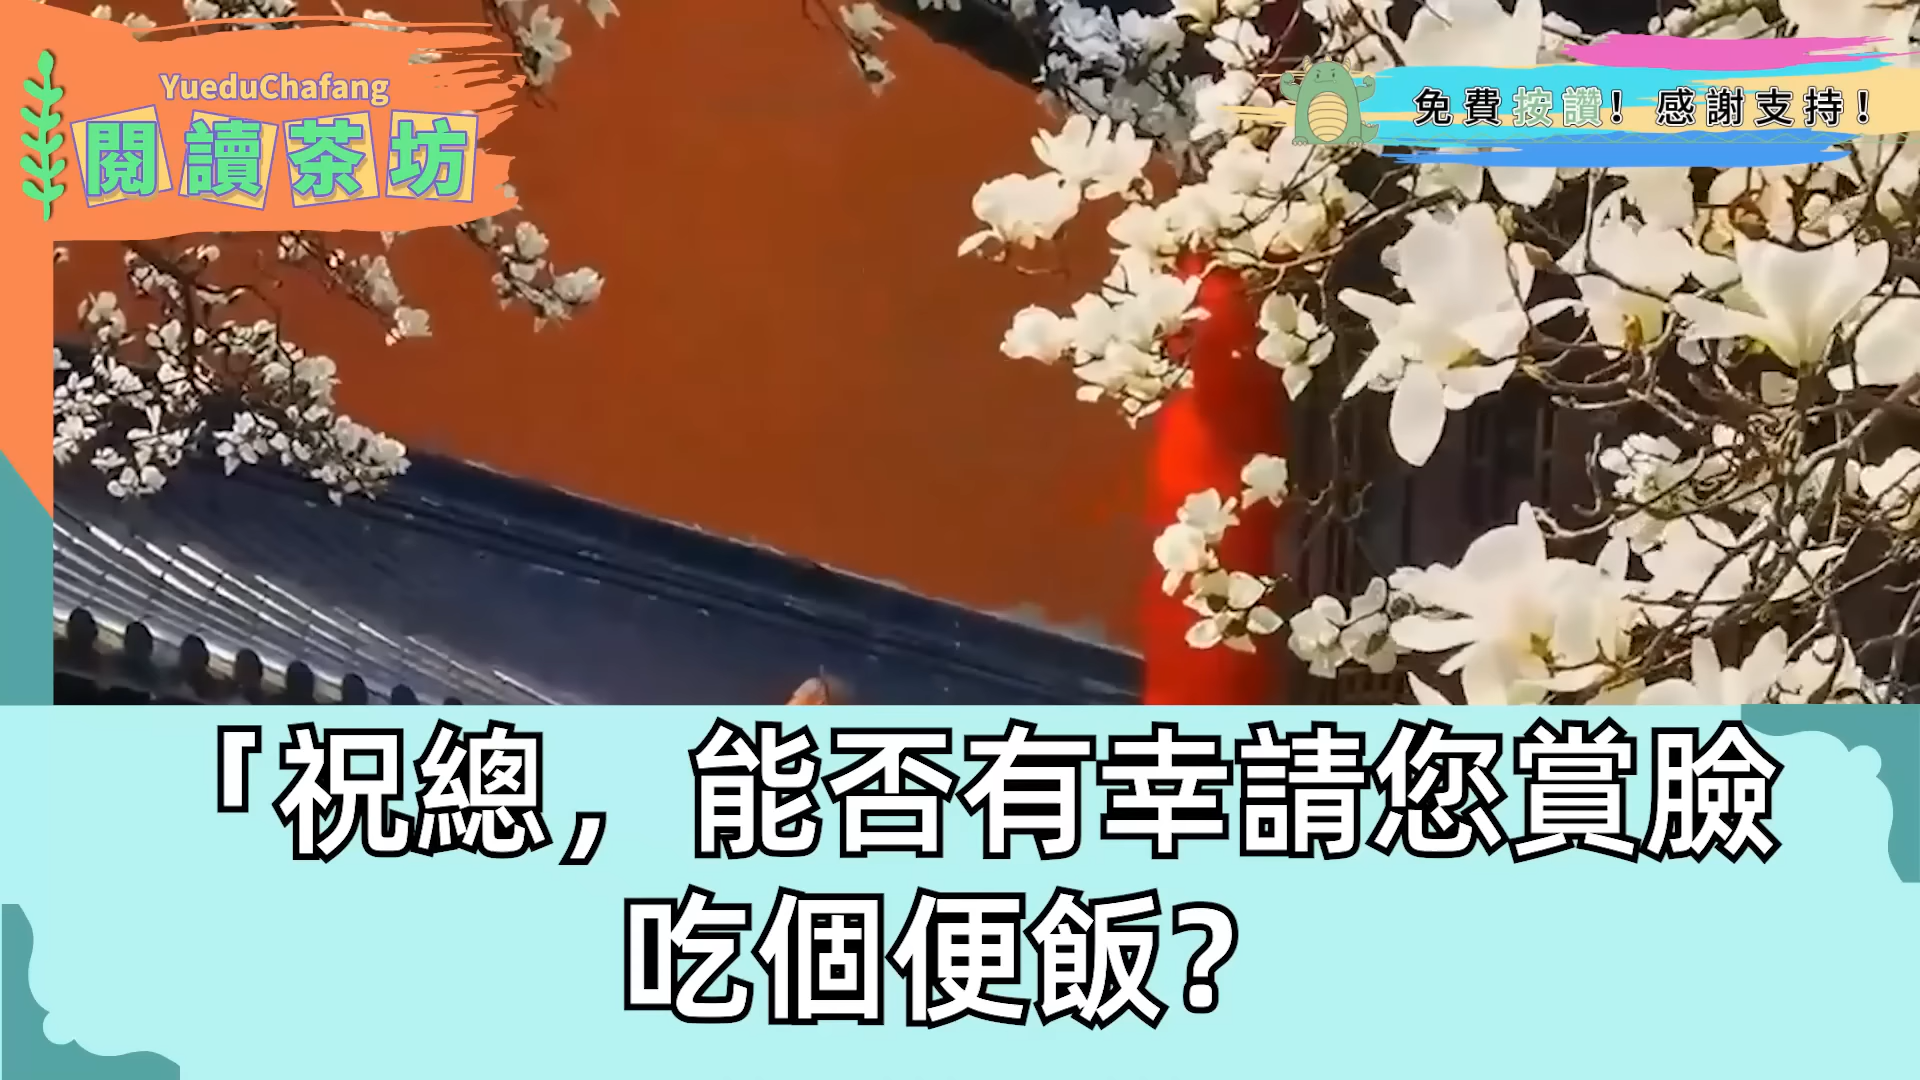 YueduChafang
閱讀茶坊
免費按讚！感謝支持！
「祝總，能否有幸請您賞臉
吃個便飯？